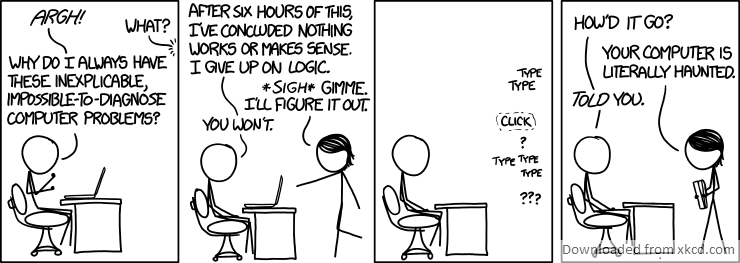 ARGH!
WHY DO I ALWAYS HAVE
THESE INEXPLICABLE,
IMPOSSIBLE-TO-DIAGNOSE
COMPUTER PROBLEMS?
WHAT?
AFTER SIX HOURS OF THIS,
I'VE CONCLUDED NOTHING
WORKS OR MAKES SENSE.
I GIVE UP ON LOGIC.
*SIGH* GIMME.
I'LL FIGURE IT OUT.
YOU WON'T.
TYPE
TYPE
CLICK
?
TYPE TYPE
TYPE
???
HOW'D IT GO?
YOUR COMPUTER IS
LITERALLY HAUNTED.
TOLD YOU.
Downloaded from xkcd.com